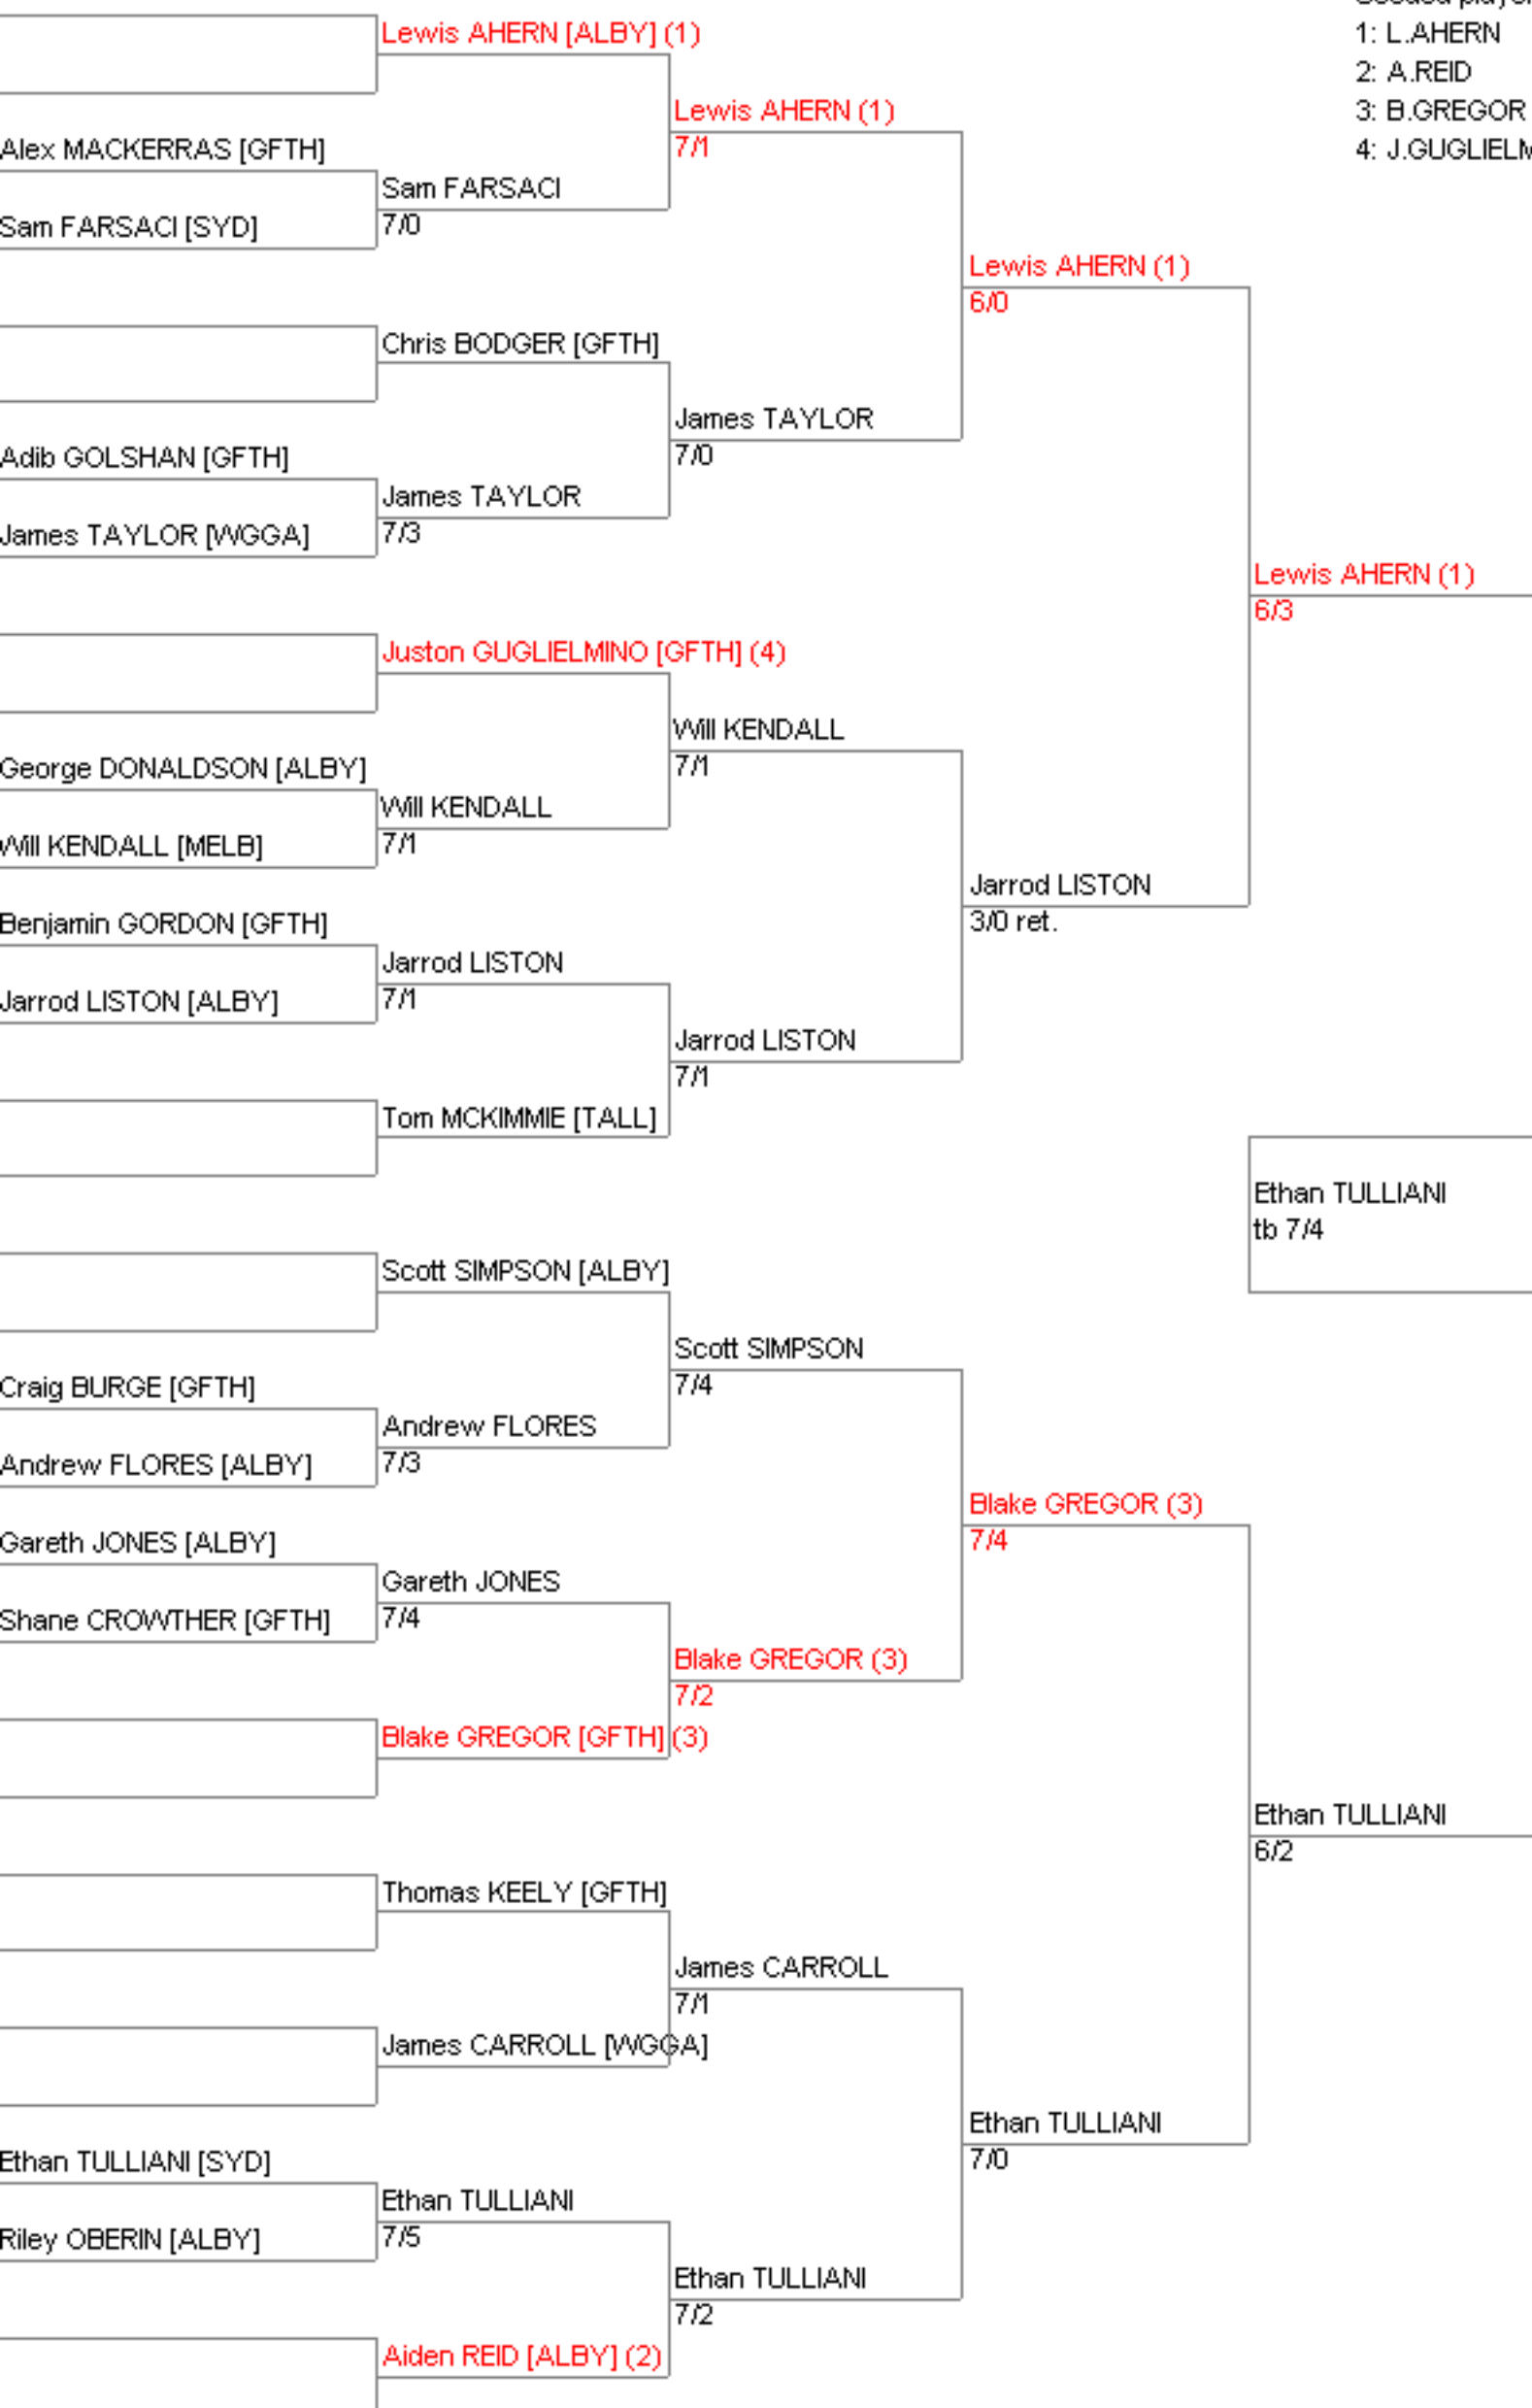 1: L.AHERN
2: A.REID
3: B.GREGOR
4: J.GUGLIELM
Lewis AHERN [ALBY] (1)
Lewis AHERN (1)
7/1
Alex MACKERRAS [GFTH]
Sam FARSACI
7/0
Sam FARSACI [SYD]
Lewis AHERN (1)
6/0
Chris BODGER [GFTH]
James TAYLOR
7/0
Adib GOLSHAN [GFTH]
James TAYLOR
7/3
James TAYLOR [WGGA]
Lewis AHERN (1)
6/3
Juston GUGLIELMINO [GFTH] (4)
Will KENDALL
7/1
George DONALDSON [ALBY]
Will KENDALL
7/1
Will KENDALL [MELB]
Jarrod LISTON
3/0 ret.
Benjamin GORDON [GFTH]
Jarrod LISTON
7/1
Jarrod LISTON [ALBY]
Jarrod LISTON
7/1
Tom MCKIMMIE [TALL]
Ethan TULLIANI
tb 7/4
Scott SIMPSON [ALBY]
Scott SIMPSON
7/4
Craig BURGE [GFTH]
Andrew FLORES
7/3
Andrew FLORES [ALBY]
Blake GREGOR (3)
7/4
Gareth JONES [ALBY]
Gareth JONES
7/4
Shane CROWTHER [GFTH]
Blake GREGOR (3)
7/2
Blake GREGOR [GFTH] (3)
Ethan TULLIANI
6/2
Thomas KEELY [GFTH]
James CARROLL
7/1
James CARROLL [WGGA]
Ethan TULLIANI
7/0
Ethan TULLIANI [SYD]
Ethan TULLIANI
7/5
Riley OBERIN [ALBY]
Ethan TULLIANI
7/2
Aiden REID [ALBY] (2)